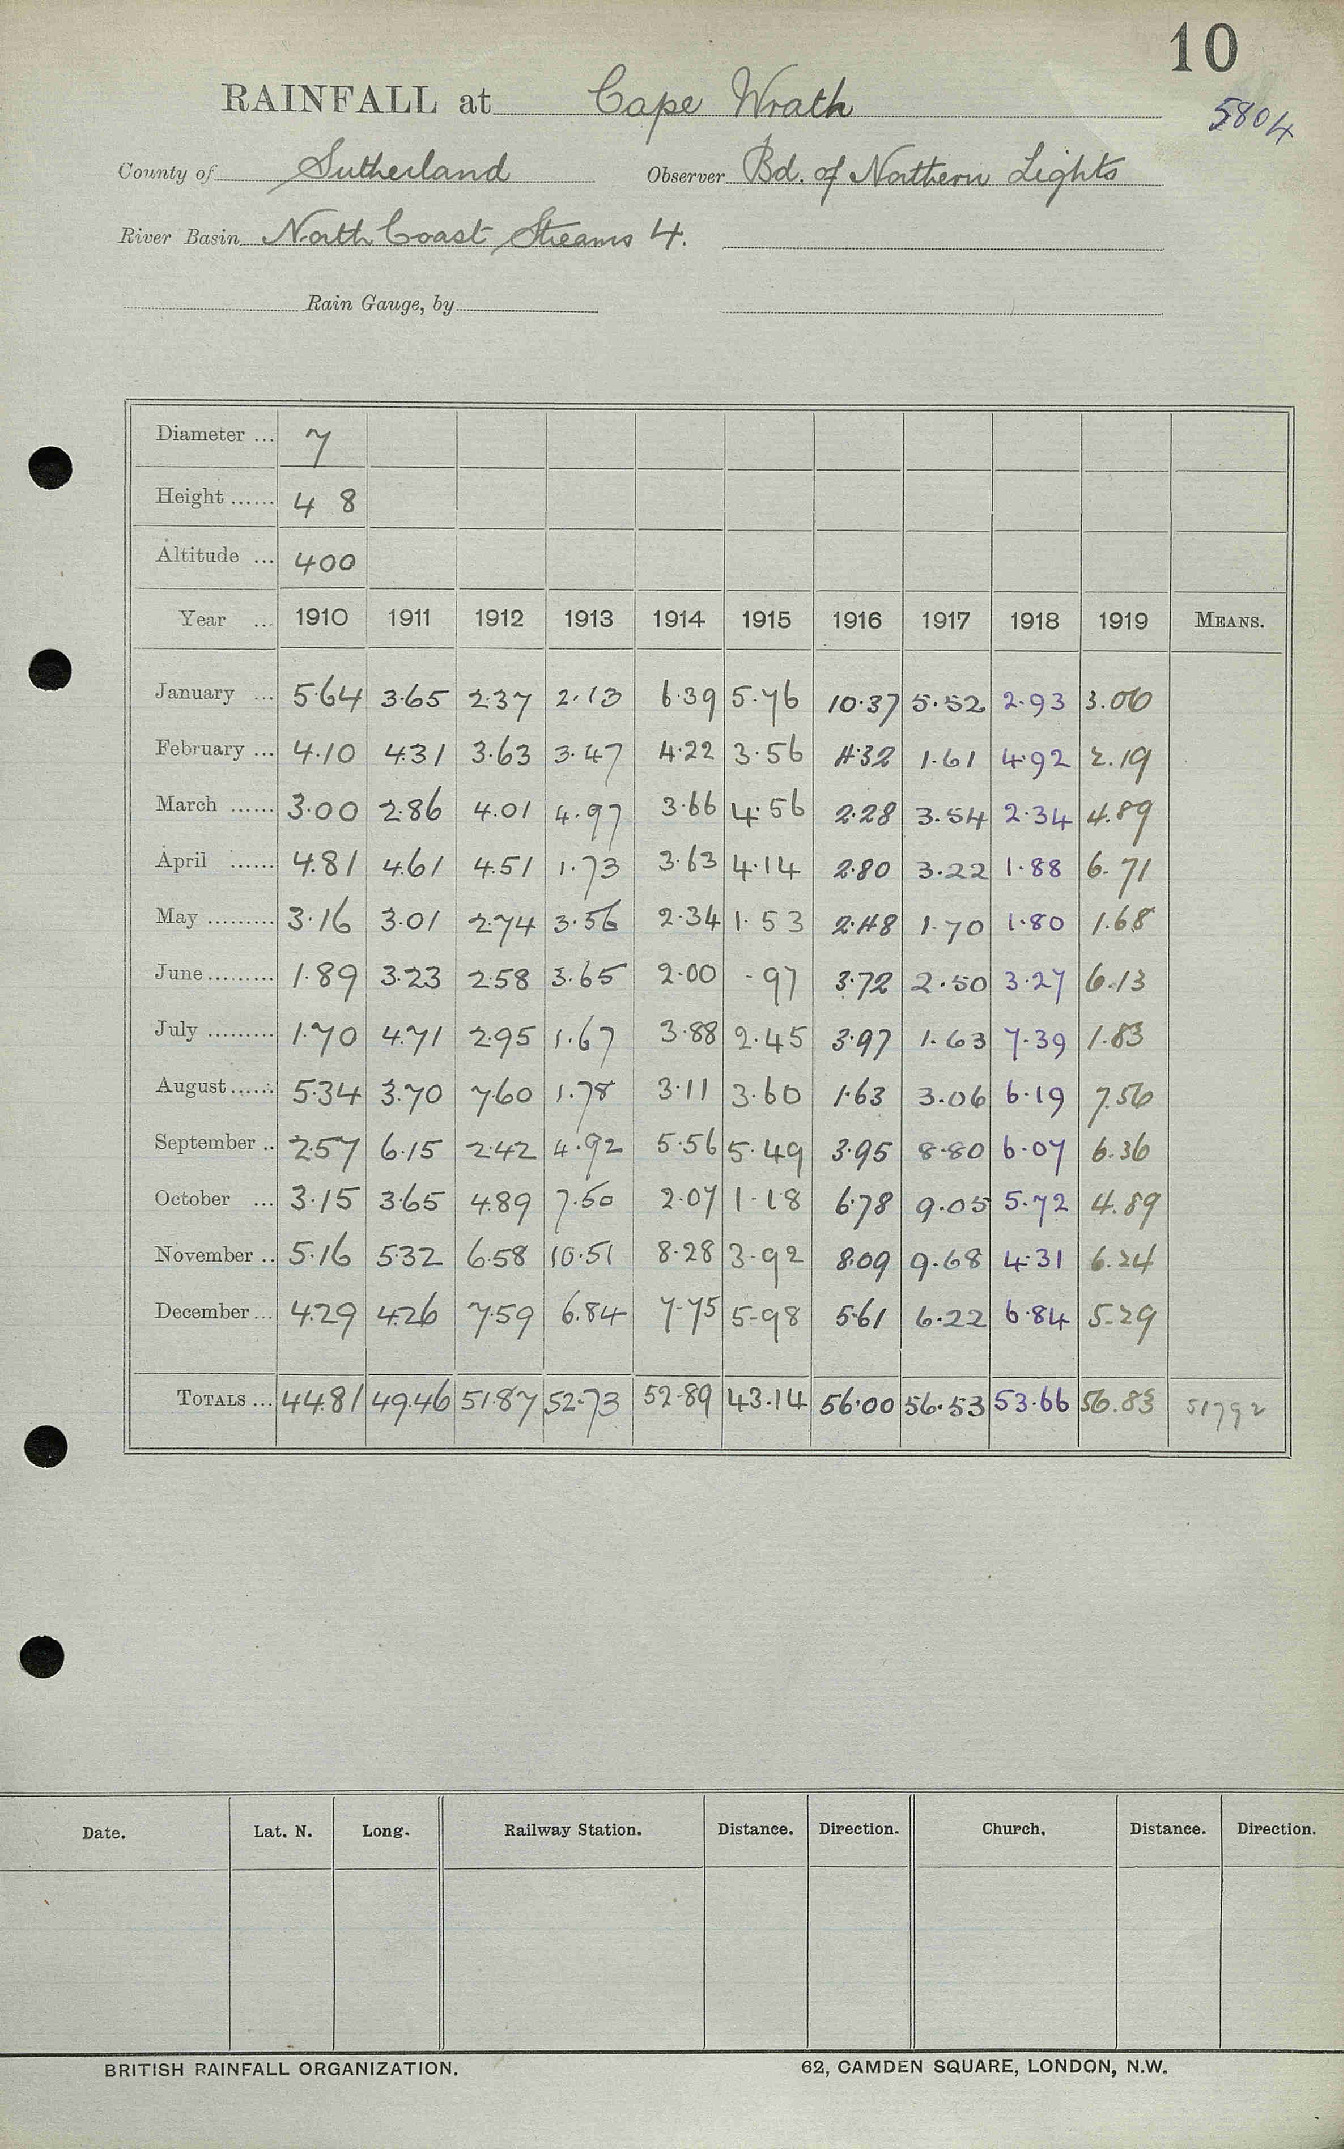 10
RAINFALL at Cape Wrath
5804
County of Sutherland Observer Bd. of Northern Lights
River Basin North Coast Streams 4.
Rain Gauge, by
Diameter ... 7
Height ...... 4 8
Altitude ... 400
Year ... 1910 1911 1912 1913 1914 1915 1916 1917 1918 1919 MEANS.
January ... 5.64 3.65 2.37 2.13 6.39 5.76 10.37 5.52 2.93 3.06
February ... 4.10 4.31 3.63 3.47 4.22 3.56 4.32 1.61 4.92 2.19
March ...... 3.00 2.86 4.01 4.97 3.66 4.56 2.28 3.54 2.34 4.89
April ...... 4.81 4.61 4.51 1.73 3.63 4.14 2.80 3.22 1.88 6.71
May ......... 3.16 3.01 2.74 3.56 2.34 1.53 2.48 1.70 1.80 1.68
June ......... 1.89 3.23 2.58 3.65 2.00 .97 3.72 2.50 3.27 6.13
July ......... 1.70 4.71 2.95 1.67 3.88 2.45 3.97 1.63 7.39 1.83
August ...... 5.34 3.70 7.60 1.78 3.11 3.60 1.63 3.06 6.19 7.56
September .. 2.57 6.15 2.42 4.92 5.56 5.49 3.95 8.80 6.07 6.36
October ... 3.15 3.65 4.89 7.50 2.07 1.18 6.78 9.05 5.72 4.89
November .. 5.16 5.32 6.58 10.51 8.28 3.92 8.09 9.68 4.31 6.24
December ... 4.29 4.26 7.59 6.84 7.75 5.98 5.61 6.22 6.84 5.29
TOTALS ... 44.81 49.46 51.87 52.73 52.89 43.14 56.00 56.53 53.66 56.83 51792
Date. Lat. N. Long. Railway Station. Distance. Direction. Church. Distance. Direction.
BRITISH RAINFALL ORGANIZATION. 62, CAMDEN SQUARE, LONDON, N.W.